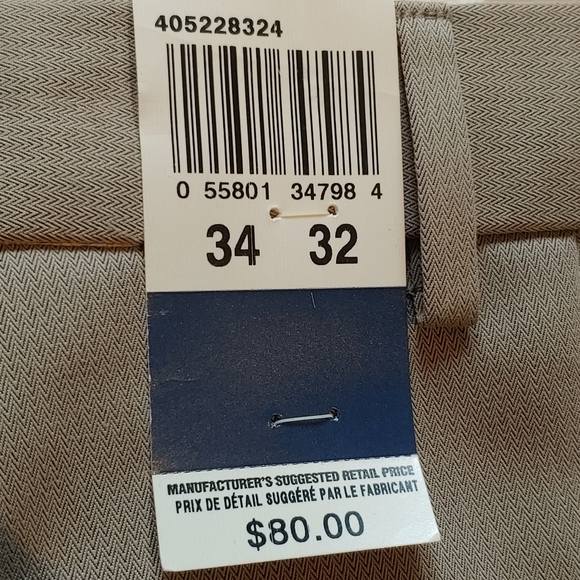 405228324
0 55801 34798 4
34 32
MANUFACTURER'S SUGGESTED RETAIL PRICE
PRIX DE DÉTAIL SUGGÉRÉ PAR LE FABRICANT
$80.00